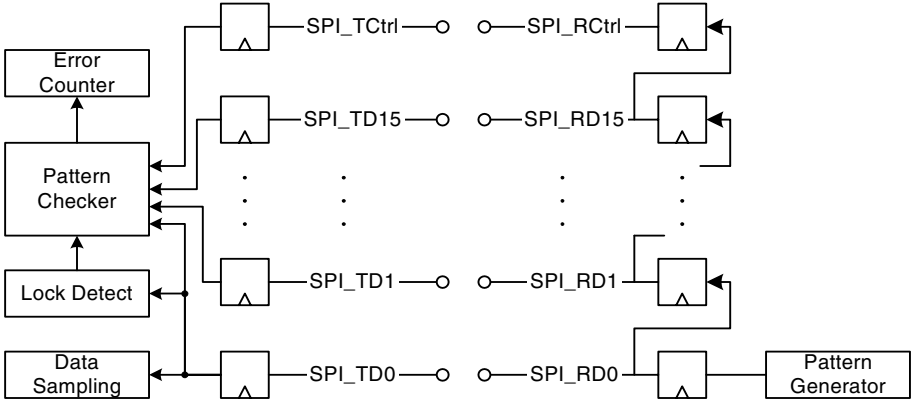 SPI_TCtrl
SPI_RCtrl
Error
Counter
SPI_TD15
SPI_RD15
Pattern
Checker
SPI_TD1
SPI_RD1
Lock Detect
Data
Sampling
SPI_TD0
SPI_RD0
Pattern
Generator